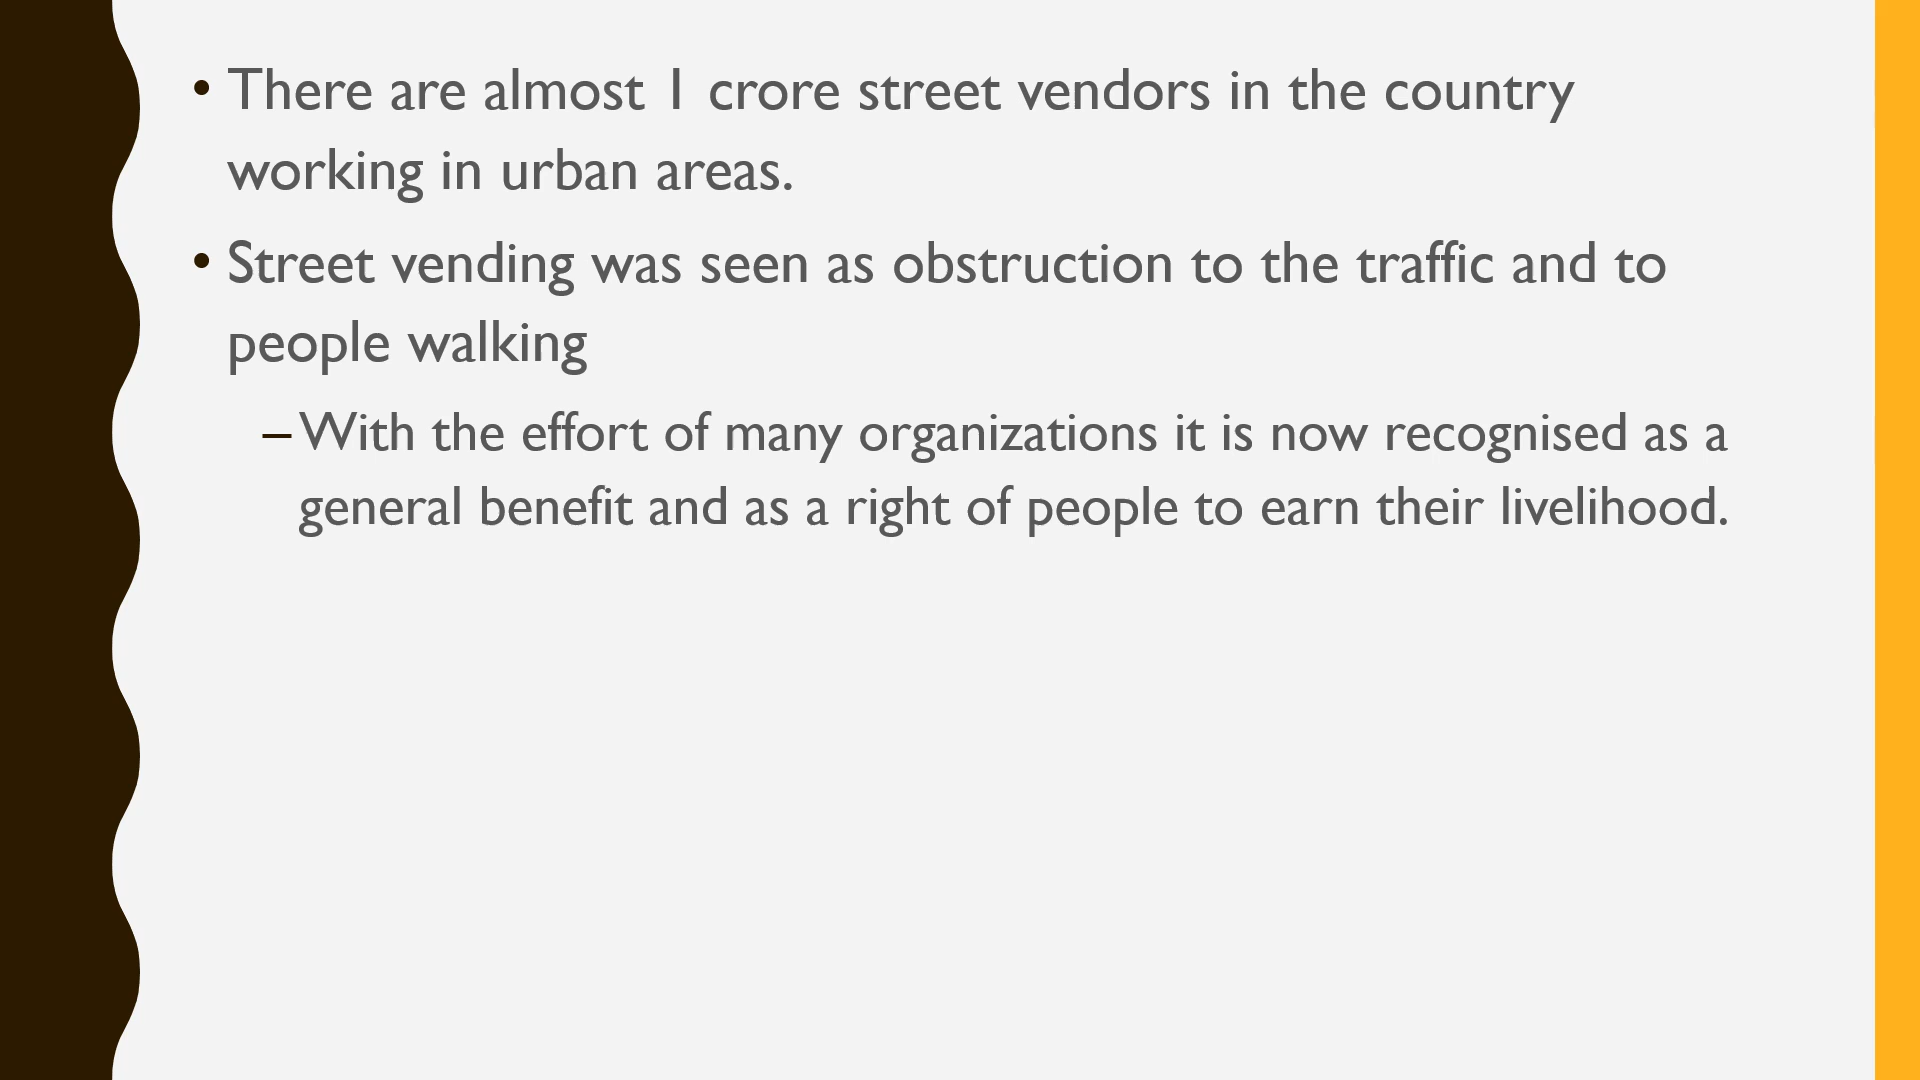 • There are almost 1 crore street vendors in the country
working in urban areas.
• Street vending was seen as obstruction to the traffic and to
people walking
– With the effort of many organizations it is now recognised as a
general benefit and as a right of people to earn their livelihood.